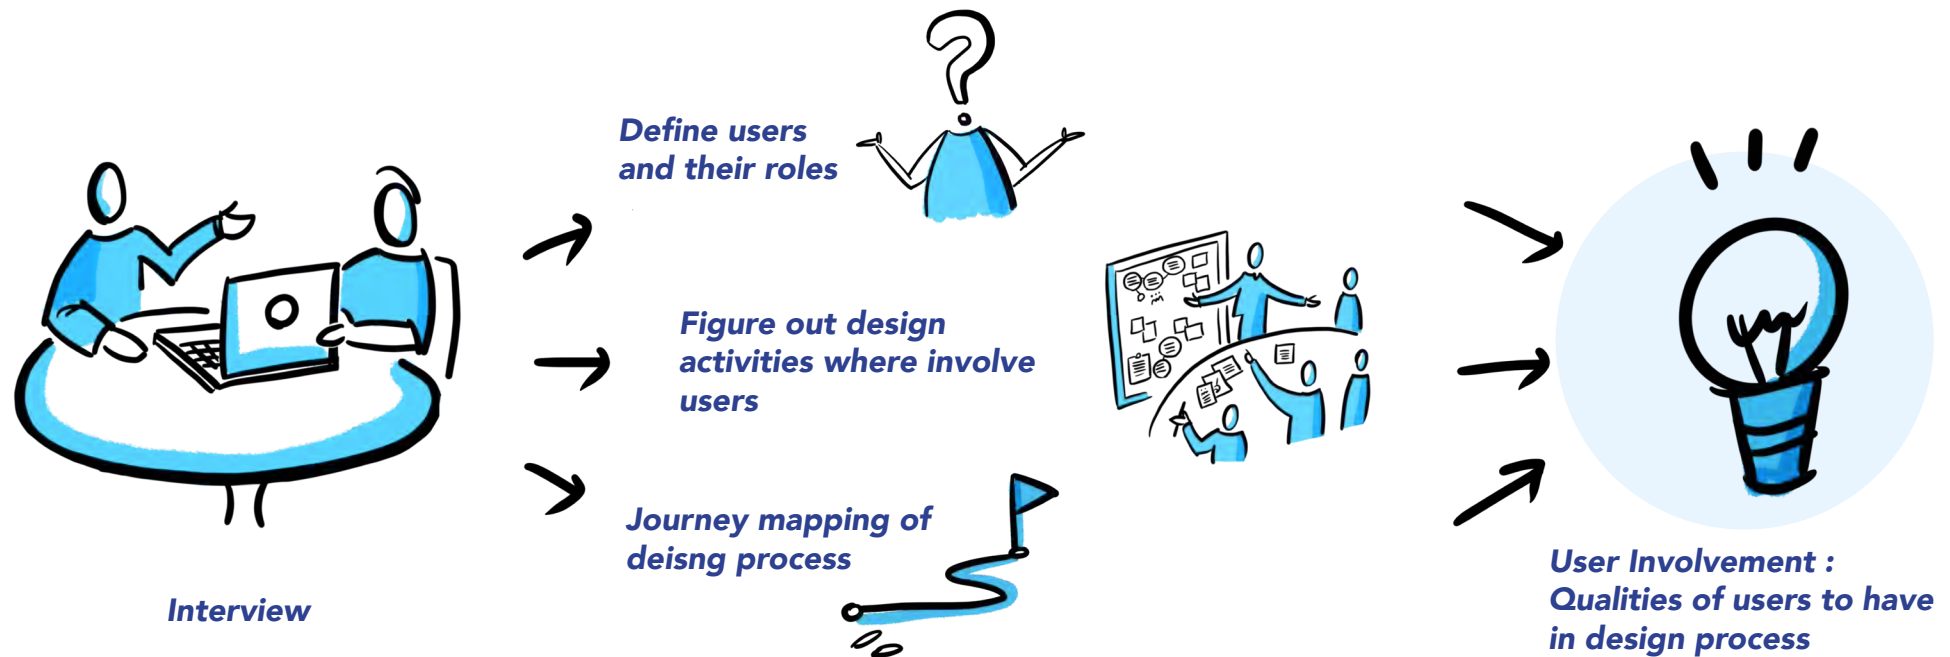 Define users
and their roles
Figure out design
activities where involve
users
Journey mapping of
deisng process
Interview
User Involvement :
Qualities of users to have
in design process